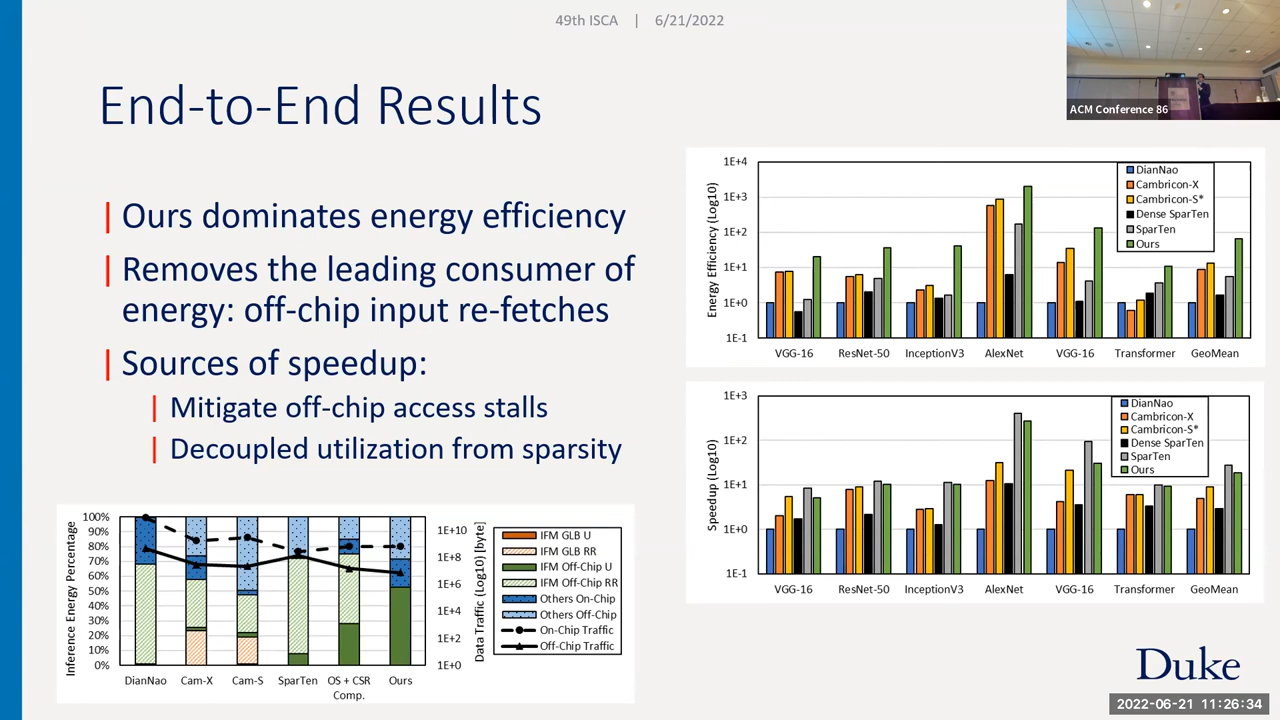 49th ISCA | 6/21/2022
ACM Conference 86
End-to-End Results
| Ours dominates energy efficiency
| Removes the leading consumer of
energy: off-chip input re-fetches
| Sources of speedup:
| Mitigate off-chip access stalls
| Decoupled utilization from sparsity
Energy Efficiency (Log10)
1E+4
1E+3
1E+2
1E+1
1E+0
1E-1
DianNao
Cambricon-X
Cambricon-S*
Dense SparTen
SparTen
Ours
VGG-16 ResNet-50 InceptionV3 AlexNet VGG-16 Transformer GeoMean
Speedup (Log10)
1E+3
1E+2
1E+1
1E+0
1E-1
DianNao
Cambricon-X
Cambricon-S*
Dense SparTen
SparTen
Ours
VGG-16 ResNet-50 InceptionV3 AlexNet VGG-16 Transformer GeoMean
Inference Energy Percentage
100%
90%
80%
70%
60%
50%
40%
30%
20%
10%
0%
DianNao Cam-X Cam-S SparTen OS + CSR Ours
Comp.
1E+10
1E+8
1E+6
1E+4
1E+2
1E+0
Data Traffic (Log10) [byte]
IFM GLB U
IFM GLB RR
IFM Off-Chip U
IFM Off-Chip RR
Others On-Chip
Others Off-Chip
On-Chip Traffic
Off-Chip Traffic
Duke
2022-06-21 11:26:34